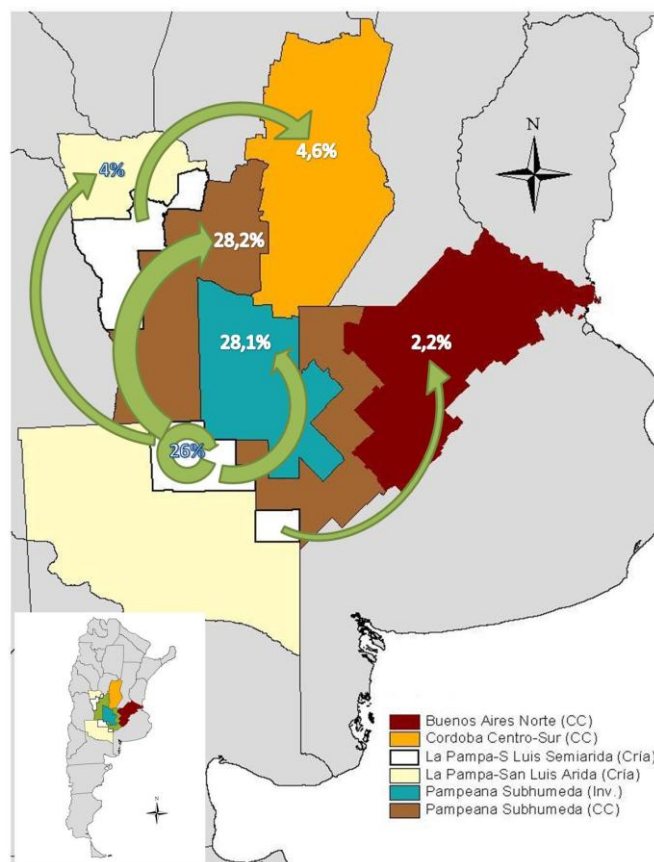 N
4%
4,6%
28,2%
28,1%
2,2%
26%
Buenos Aires Norte (CC)
Cordoba Centro-Sur (CC)
La Pampa-S Luis Semiarida (Cría)
La Pampa-San Luis Arida (Cría)
Pampeana Subhumeda (Inv.)
Pampeana Subhumeda (CC)
N